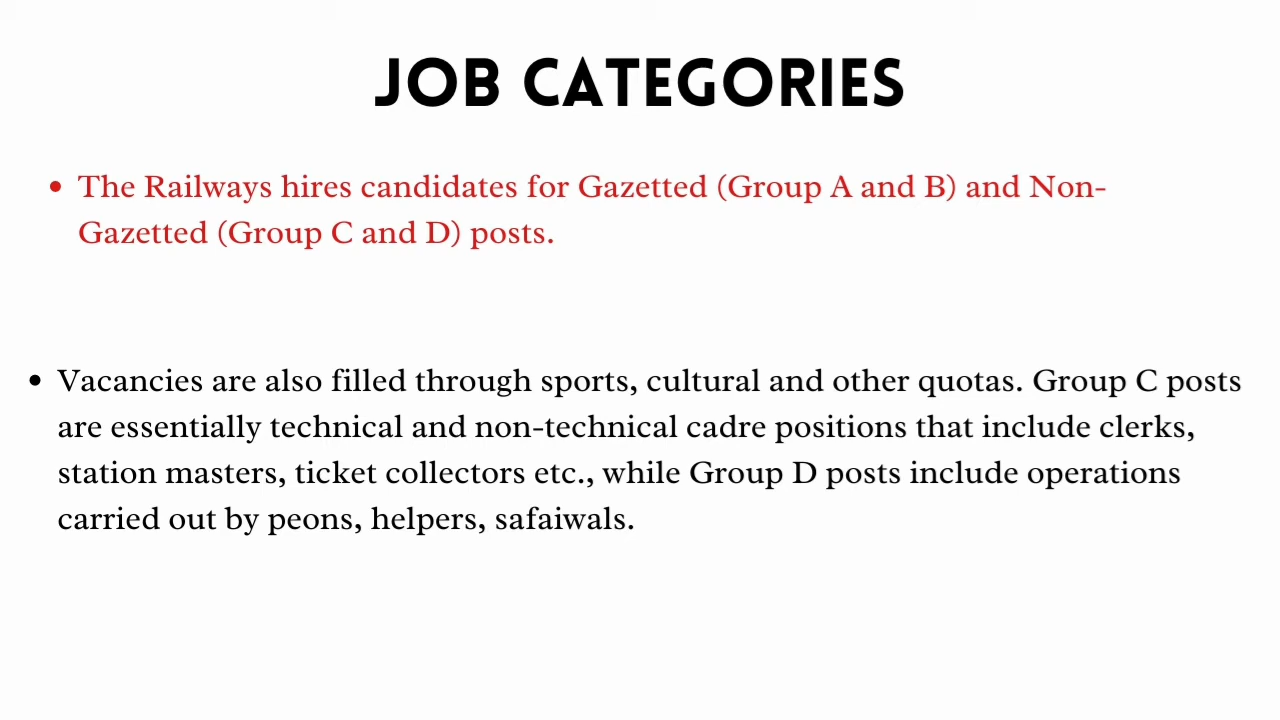 JOB CATEGORIES
• The Railways hires candidates for Gazetted (Group A and B) and Non-
Gazetted (Group C and D) posts.
• Vacancies are also filled through sports, cultural and other quotas. Group C posts
are essentially technical and non-technical cadre positions that include clerks,
station masters, ticket collectors etc., while Group D posts include operations
carried out by peons, helpers, safaiwals.